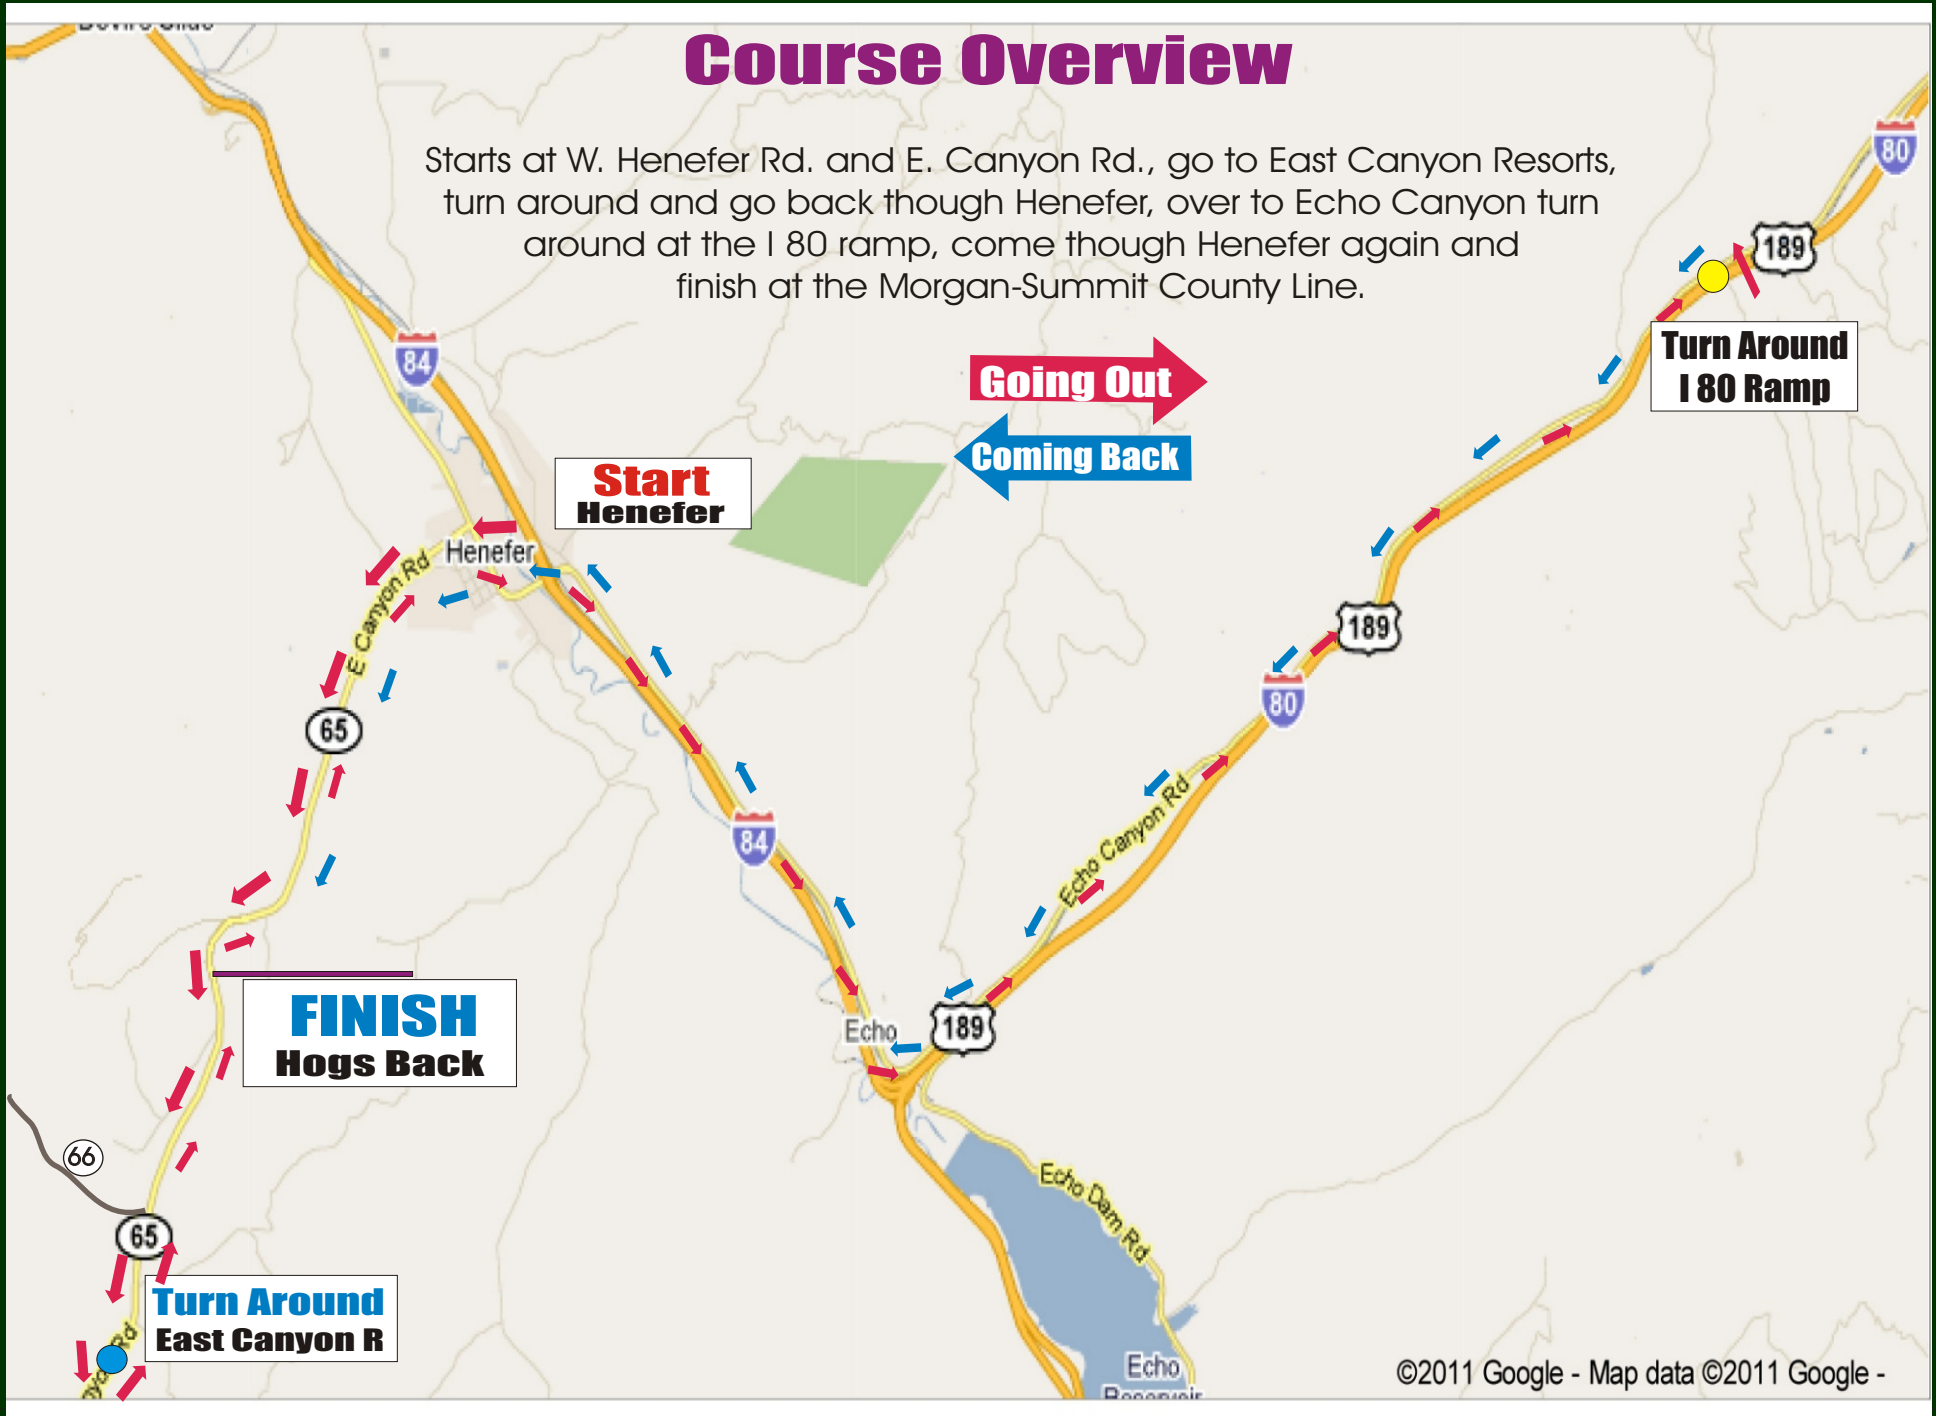 Devil's Slide
Course Overview
Starts at W. Henefer Rd. and E. Canyon Rd., go to East Canyon Resorts,
turn around and go back though Henefer, over to Echo Canyon turn
around at the I 80 ramp, come though Henefer again and
finish at the Morgan-Summit County Line.
80
189
Turn Around
I 80 Ramp
84
Going Out
Coming Back
Start
Henefer
Henefer
E Canyon Rd
65
189
80
84
Echo Canyon Rd
FINISH
Hogs Back
Echo
189
66
65
Echo Dam Rd
Turn Around
East Canyon R
Rd
Echo
Reservoir
©2011 Google - Map data ©2011 Google -